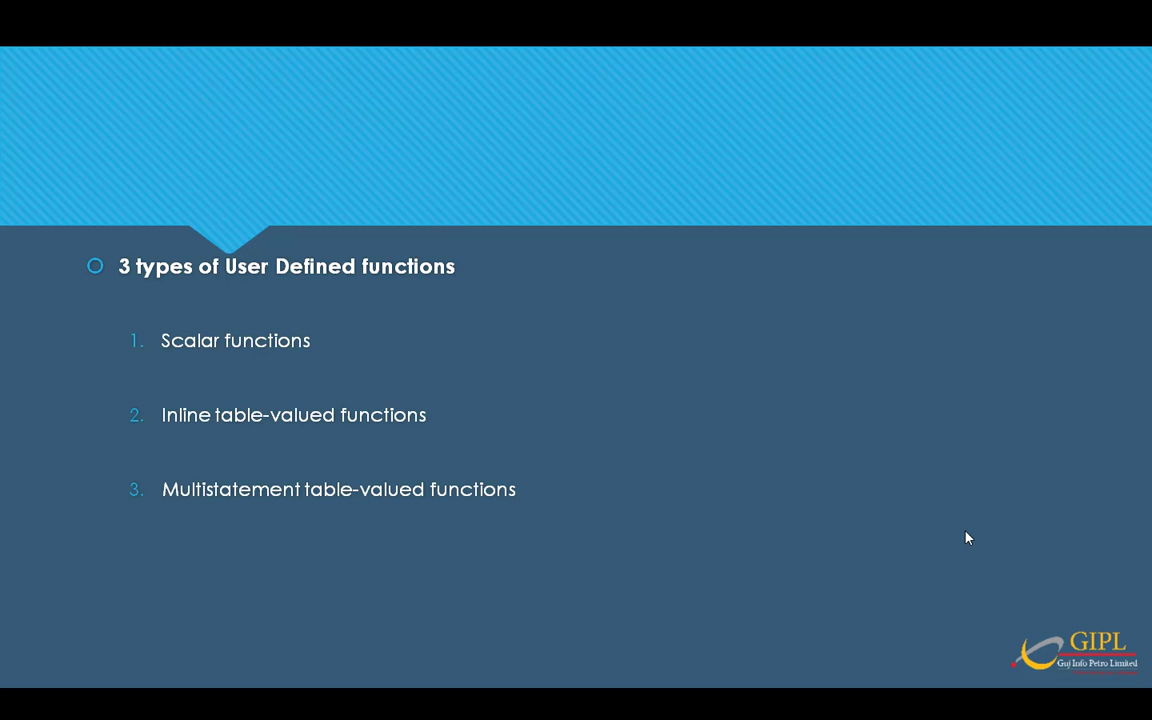 3 types of User Defined functions
1. Scalar functions
2. Inline table-valued functions
3. Multistatement table-valued functions
GIPL
Guj Info Petro Limited